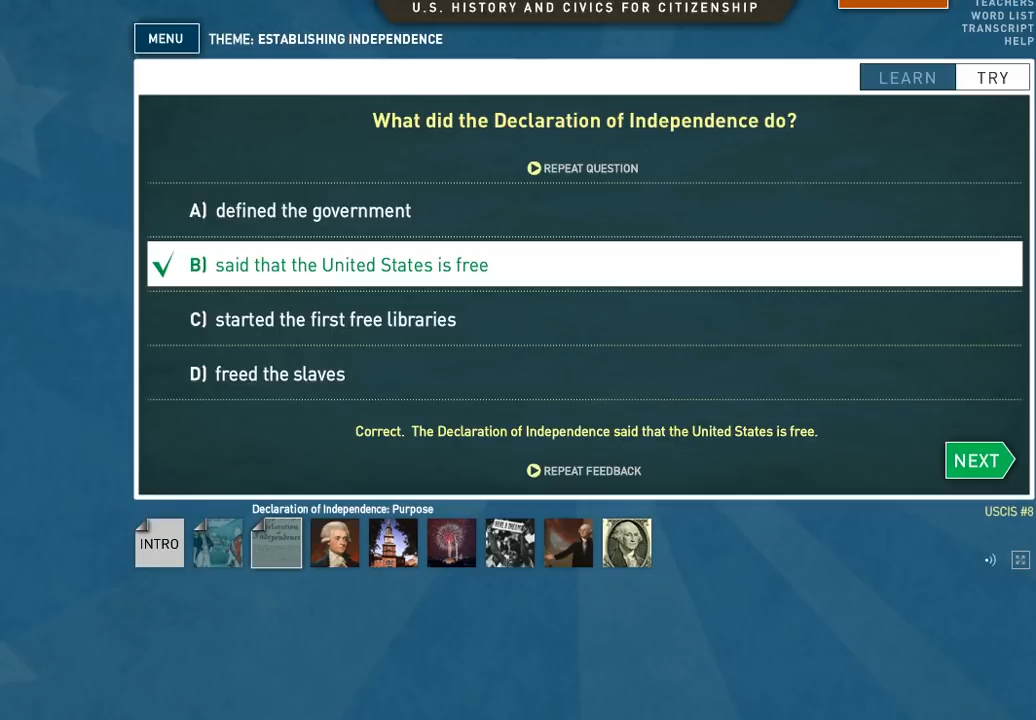 U.S. HISTORY AND CIVICS FOR CITIZENSHIP
TEACHERS
WORD LIST
TRANSCRIPT
HELP
MENU
THEME: ESTABLISHING INDEPENDENCE
LEARN
TRY
What did the Declaration of Independence do?
REPEAT QUESTION
A) defined the government
B) said that the United States is free
C) started the first free libraries
D) freed the slaves
Correct. The Declaration of Independence said that the United States is free.
NEXT
REPEAT FEEDBACK
Declaration of Independence: Purpose
USCIS #8
INTRO